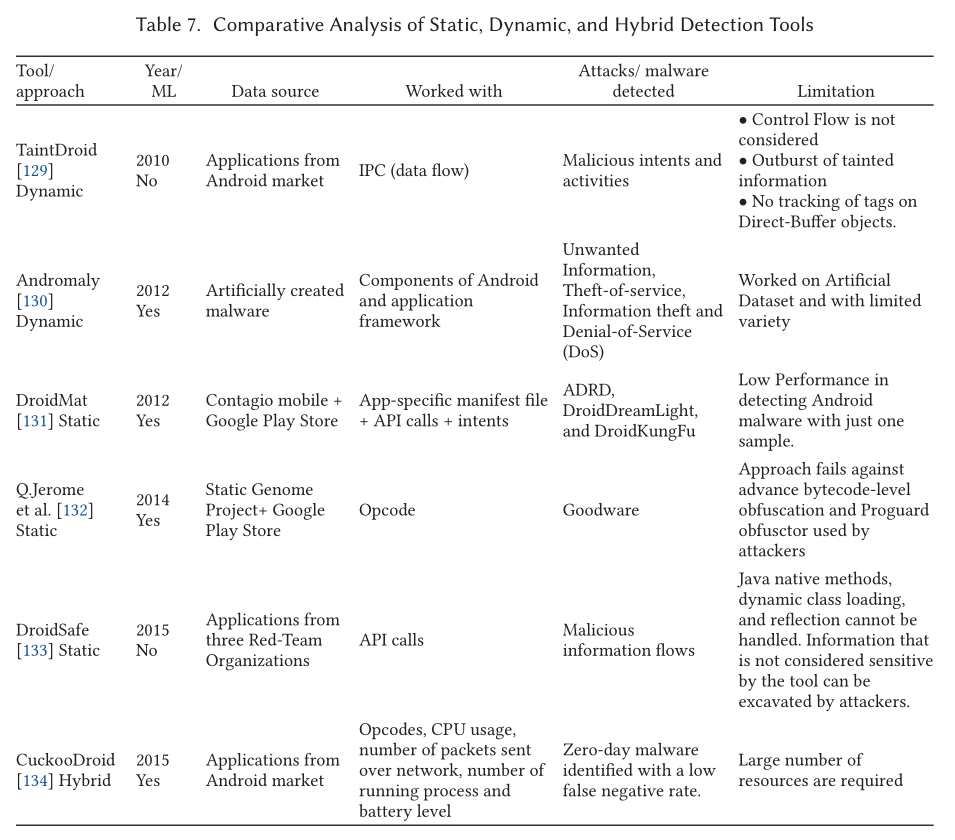 Table 7. Comparative Analysis of Static, Dynamic, and Hybrid Detection Tools
Tool/
approach
Year/
ML
Data source
Worked with
Attacks/ malware
detected
Limitation
TaintDroid
[129]
Dynamic
2010
No
Applications from
Android market
IPC (data flow)
Malicious intents and
activities
• Control Flow is not
considered
• Outburst of tainted
information
• No tracking of tags on
Direct-Buffer objects.
Andromaly
[130]
Dynamic
2012
Yes
Artificially created
malware
Components of Android
and application
framework
Unwanted
Information,
Theft-of-service,
Information theft and
Denial-of-Service
(DoS)
Worked on Artificial
Dataset and with limited
variety
DroidMat
[131] Static
2012
Yes
Contagio mobile +
Google Play Store
App-specific manifest file
+ API calls + intents
ADRD,
DroidDreamLight,
and DroidKungFu
Low Performance in
detecting Android
malware with just one
sample.
Q.Jerome
et al. [132]
Static
2014
Yes
Static Genome
Project+ Google
Play Store
Opcode
Goodware
Approach fails against
advance bytecode-level
obfuscation and Proguard
obfusctor used by
attackers
DroidSafe
[133] Static
2015
No
Applications from
three Red-Team
Organizations
API calls
Malicious
information flows
Java native methods,
dynamic class loading,
and reflection cannot be
handled. Information that
is not considered sensitive
by the tool can be
excavated by attackers.
CuckooDroid
[134] Hybrid
2015
Yes
Applications from
Android market
Opcodes, CPU usage,
number of packets sent
over network, number of
running process and
battery level
Zero-day malware
identified with a low
false negative rate.
Large number of
resources are required